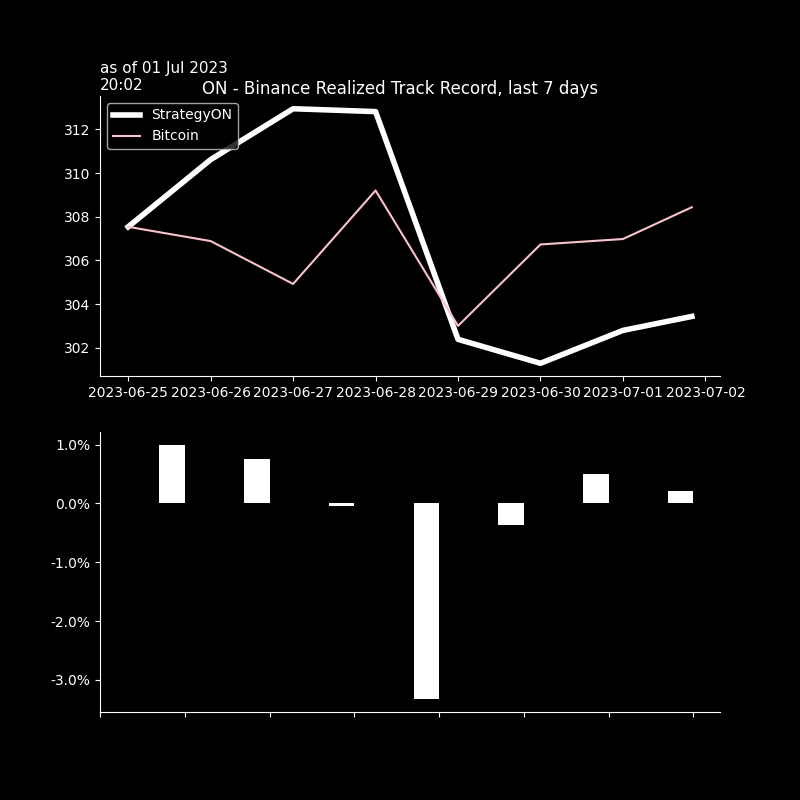 as of 01 Jul 2023
20:02
ON - Binance Realized Track Record, last 7 days
StrategyON
Bitcoin
312
310
308
306
304
302
2023-06-25 2023-06-26 2023-06-27 2023-06-28 2023-06-29 2023-06-30 2023-07-01 2023-07-02
1.0%
0.0%
-1.0%
-2.0%
-3.0%